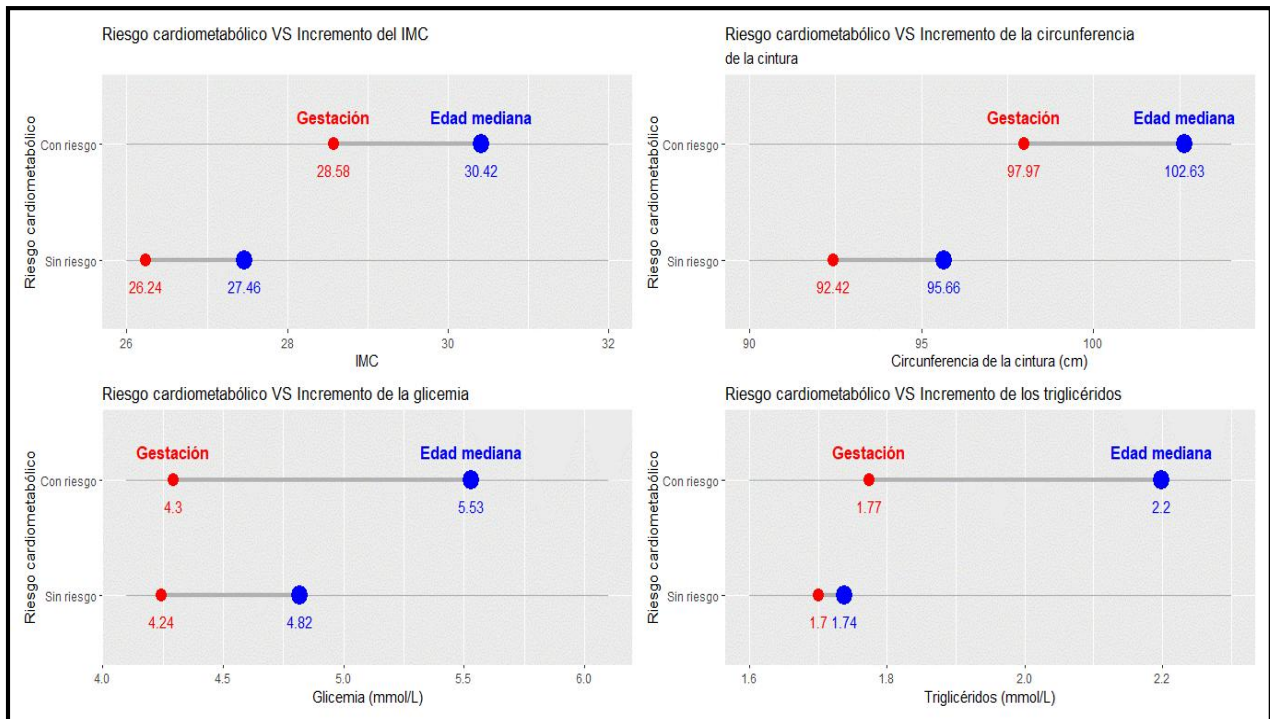 Riesgo cardiometabólico VS Incremento del IMC
Riesgo cardiometabólico
Gestación
Edad mediana
Con riesgo
28.58
30.42
Sin riesgo
26.24
27.46
26
28
30
32
IMC
Riesgo cardiometabólico VS Incremento de la circunferencia
de la cintura
Riesgo cardiometabólico
Gestación
Edad mediana
Con riesgo
97.97
102.63
Sin riesgo
92.42
95.66
90
95
100
Circunferencia de la cintura (cm)
Riesgo cardiometabólico VS Incremento de la glicemia
Riesgo cardiometabólico
Gestación
Edad mediana
Con riesgo
4.3
5.53
Sin riesgo
4.24
4.82
4.0
4.5
5.0
5.5
6.0
Glicemia (mmol/L)
Riesgo cardiometabólico VS Incremento de los triglicéridos
Riesgo cardiometabólico
Gestación
Edad mediana
Con riesgo
1.77
2.2
Sin riesgo
1.7
1.74
1.6
1.8
2.0
2.2
Triglicéridos (mmol/L)